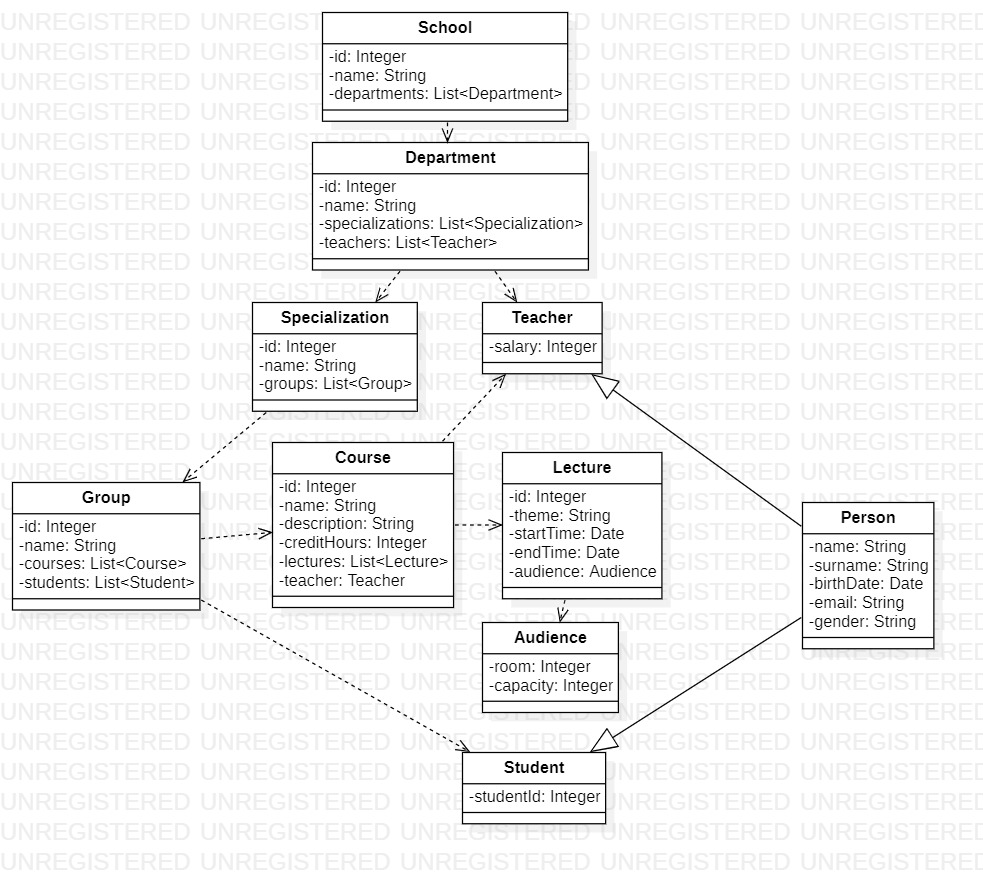 School
-id: Integer
-name: String
-departments: List<Department>
Department
-id: Integer
-name: String
-specializations: List<Specialization>
-teachers: List<Teacher>
Specialization
-id: Integer
-name: String
-groups: List<Group>
Teacher
-salary: Integer
Group
-id: Integer
-name: String
-courses: List<Course>
-students: List<Student>
Course
-id: Integer
-name: String
-description: String
-creditHours: Integer
-lectures: List<Lecture>
-teacher: Teacher
Lecture
-id: Integer
-theme: String
-startTime: Date
-endTime: Date
-audience: Audience
Person
-name: String
-surname: String
-birthDate: Date
-email: String
-gender: String
Audience
-room: Integer
-capacity: Integer
Student
-studentId: Integer
UNREGISTERED